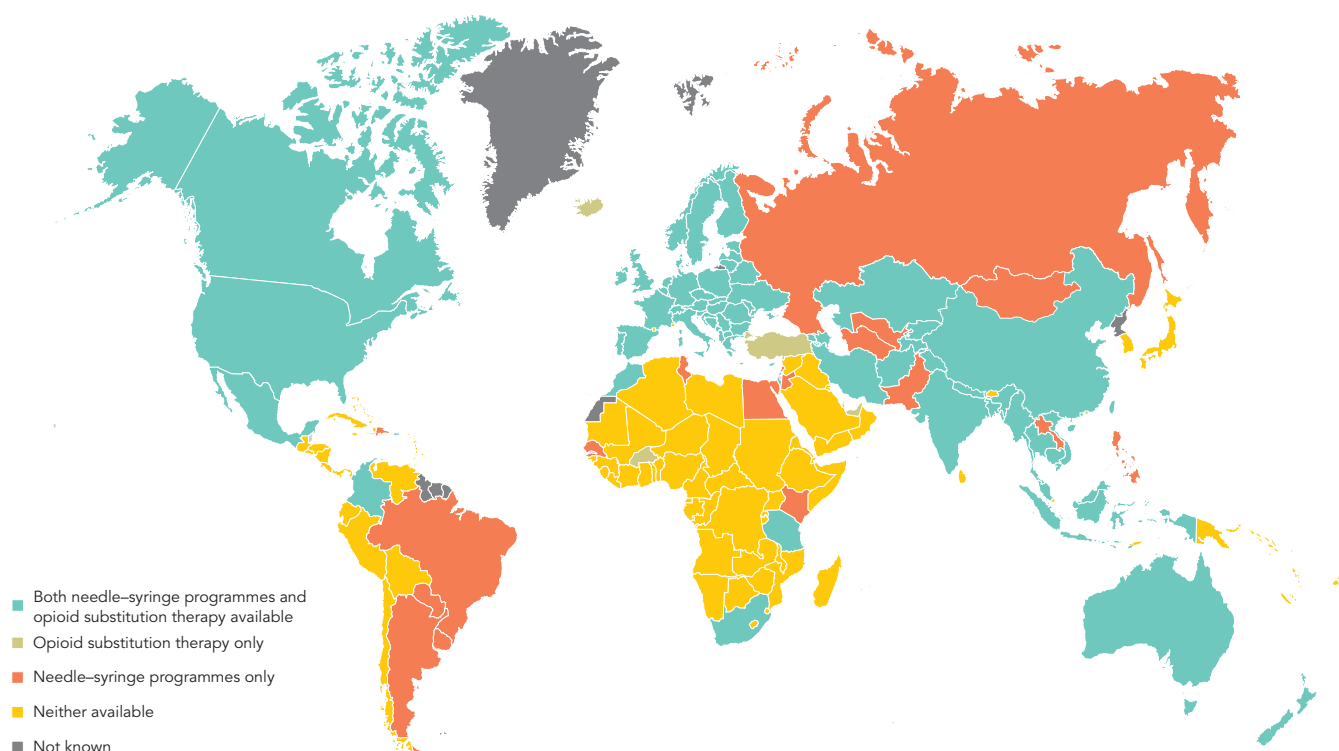 Both needle–syringe programmes and
opioid substitution therapy available
Opioid substitution therapy only
Needle–syringe programmes only
Neither available
Not known